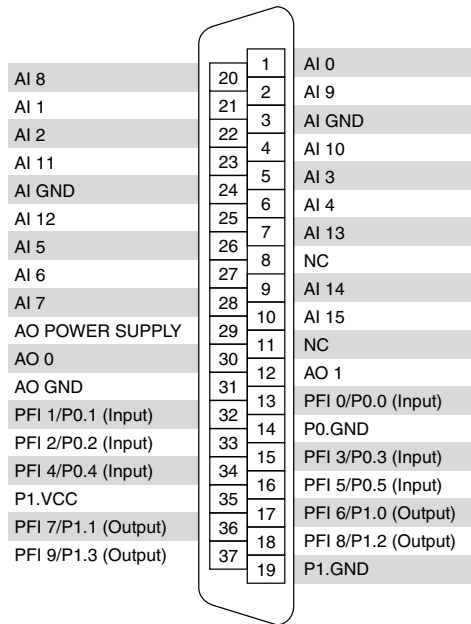 1 AI 0
AI 8 20
2 AI 9
AI 1 21
3 AI GND
AI 2 22
4 AI 10
AI 11 23
5 AI 3
AI GND 24
6 AI 4
AI 12 25
7 AI 13
AI 5 26
8 NC
AI 6 27
9 AI 14
AI 7 28
10 AI 15
AO POWER SUPPLY 29
11 NC
AO 0 30
12 AO 1
AO GND 31
13 PFI 0/P0.0 (Input)
PFI 1/P0.1 (Input) 32
14 P0.GND
PFI 2/P0.2 (Input) 33
15 PFI 3/P0.3 (Input)
PFI 4/P0.4 (Input) 34
16 PFI 5/P0.5 (Input)
P1.VCC 35
17 PFI 6/P1.0 (Output)
PFI 7/P1.1 (Output) 36
18 PFI 8/P1.2 (Output)
PFI 9/P1.3 (Output) 37
19 P1.GND